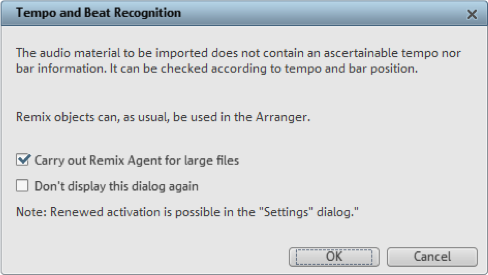 Tempo and Beat Recognition
The audio material to be imported does not contain an ascertainable tempo nor
bar information. It can be checked according to tempo and bar position.
Remix objects can, as usual, be used in the Arranger.
Carry out Remix Agent for large files
Don't display this dialog again
Note: Renewed activation is possible in the "Settings" dialog."
OK
Cancel